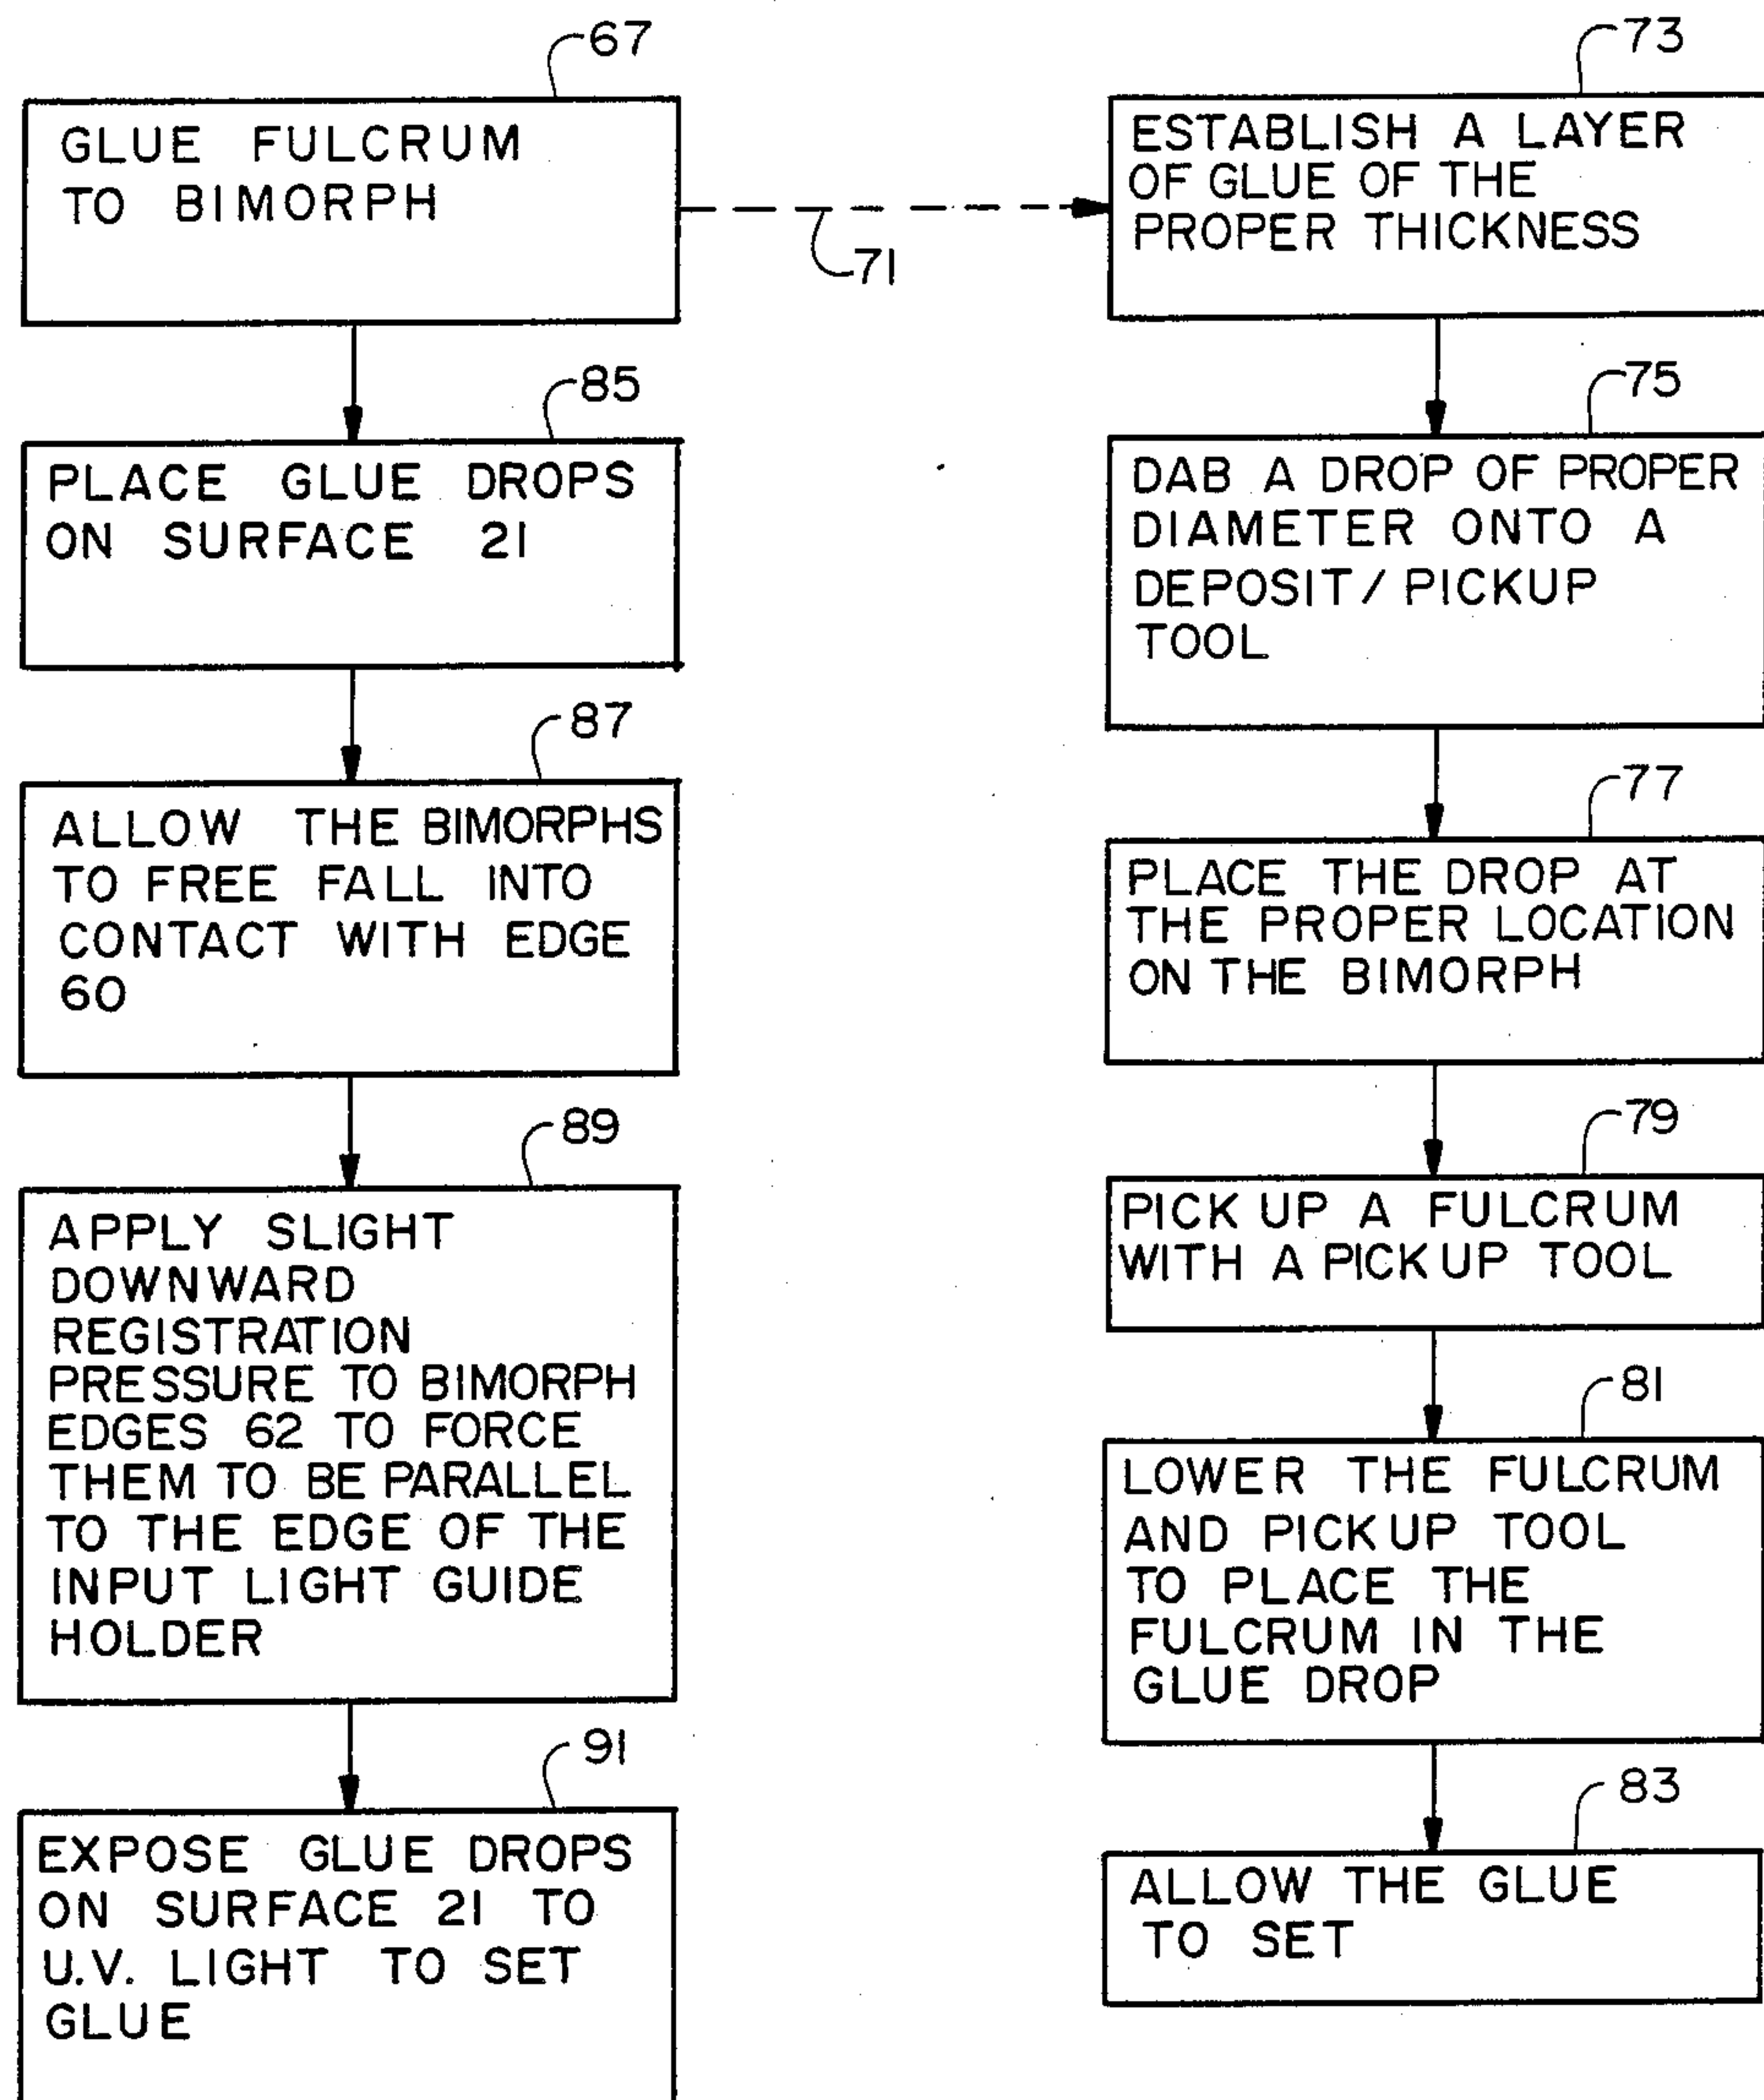 67
GLUE FULCRUM
TO BIMORPH
71
85
PLACE GLUE DROPS
ON SURFACE 21
87
ALLOW THE BIMORPHS
TO FREE FALL INTO
CONTACT WITH EDGE
60
89
APPLY SLIGHT
DOWNWARD
REGISTRATION
PRESSURE TO BIMORPH
EDGES 62 TO FORCE
THEM TO BE PARALLEL
TO THE EDGE OF THE
INPUT LIGHT GUIDE
HOLDER
91
EXPOSE GLUE DROPS
ON SURFACE 21 TO
U.V. LIGHT TO SET
GLUE
73
ESTABLISH A LAYER
OF GLUE OF THE
PROPER THICKNESS
75
DAB A DROP OF PROPER
DIAMETER ONTO A
DEPOSIT/ PICKUP
TOOL
77
PLACE THE DROP AT
THE PROPER LOCATION
ON THE BIMORPH
79
PICK UP A FULCRUM
WITH A PICKUP TOOL
81
LOWER THE FULCRUM
AND PICKUP TOOL
TO PLACE THE
FULCRUM IN THE
GLUE DROP
83
ALLOW THE GLUE
TO SET